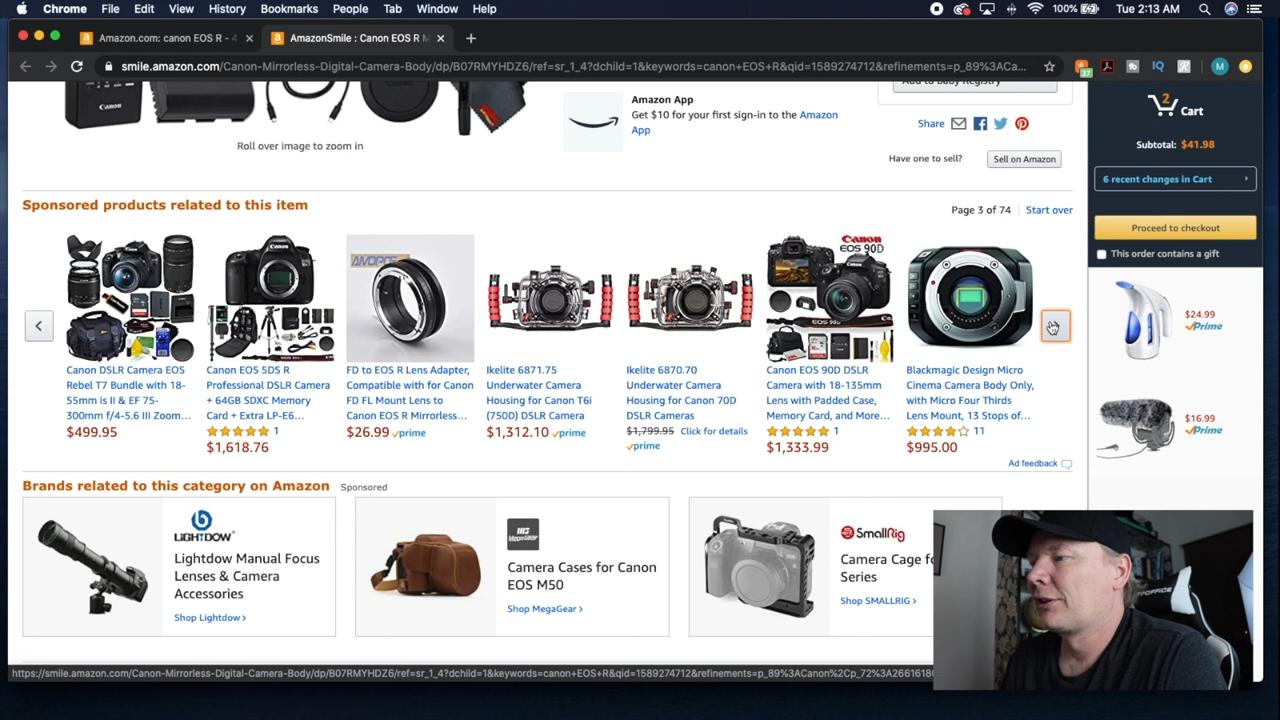 Chrome File Edit View History Bookmarks People Tab Window Help 100% Tue 2:13 AM
Amazon.com: canon EOS R - 4 AmazonSmile : Canon EOS R M
smile.amazon.com/Canon-Mirrorless-Digital-Camera-Body/dp/B07RMYHDZ6/ref=sr_1_4?dchild=1&keywords=canon+EOS+R&qid=1589274712&refinements=p_89%3ACa... 37 IQ M
Add to Baby Registry
Canon
Roll over image to zoom in
Amazon App
Get $10 for your first sign-in to the Amazon
App
Share
Have one to sell? Sell on Amazon
2
Cart
Subtotal: $41.98
6 recent changes in Cart
Proceed to checkout
This order contains a gift
$24.99
Prime
$16.99
Prime
Sponsored products related to this item
Page 3 of 74 Start over
Canon DSLR Camera EOS
Rebel T7 Bundle with 18-
55mm is II & EF 75-
300mm f/4-5.6 III Zoom...
$499.95
Canon EOS 5DS R
Professional DSLR Camera
+ 64GB SDXC Memory
Card + Extra LP-E6...
1
$1,618.76
FD to EOS R Lens Adapter,
Compatible with for Canon
FD FL Mount Lens to
Canon EOS R Mirrorless...
$26.99 prime
Ikelite 6871.75
Underwater Camera
Housing for Canon T6i
(750D) DSLR Camera
$1,312.10 prime
Ikelite 6870.70
Underwater Camera
Housing for Canon 70D
DSLR Cameras
$1,799.95 Click for details
prime
Canon
EOS 90D
Canon EOS 90D DSLR
Camera with 18-135mm
Lens with Padded Case,
Memory Card, and More...
1
$1,333.99
Blackmagic Design Micro
Cinema Camera Body Only,
with Micro Four Thirds
Lens Mount, 13 Stops of...
11
$995.00
Ad feedback
Brands related to this category on Amazon Sponsored
LIGHTDOW
Lightdow Manual Focus
Lenses & Camera
Accessories
Shop Lightdow ›
MegaGear
Camera Cases for Canon
EOS M50
Shop MegaGear ›
SmallRig
Camera Cage fo
Series
Shop SMALLRIG ›
https://smile.amazon.com/Canon-Mirrorless-Digital-Camera-Body/dp/B07RMYHDZ6/ref=sr_1_4?dchild=1&keywords=canon+EOS+R&qid=1589274712&refinements=p_89%3ACanon%2Cp_72%3A2661618